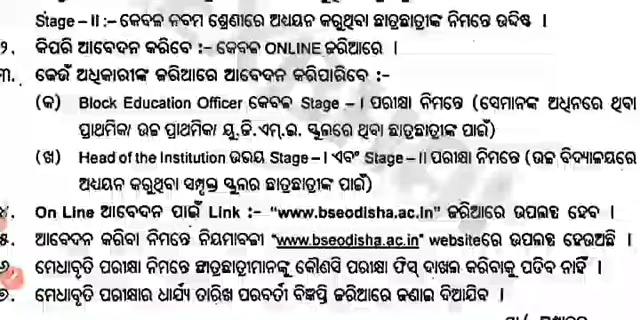 Stage – II :– କେବଳ ନବମ ଶ୍ରେଣୀରେ ଅଧ୍ୟୟନ କରୁଥିବା ଛାତ୍ରଛାତ୍ରୀଙ୍କ ନିମନ୍ତେ ଉଦ୍ଦିଷ୍ଟ ।
୨. କିପରି ଆବେଦନ କରିବେ :– କେବଳ ONLINE ଜରିଆରେ ।
୩. କେଉଁ ଅଧିକାରୀଙ୍କ ଜରିଆରେ ଆବେଦନ କରିପାରିବେ :–
(କ) Block Education Officer କେବଳ Stage – I ପରୀକ୍ଷା ନିମନ୍ତେ (ସେମାନଙ୍କ ଅଧିନରେ ଥିବା
ପ୍ରାଥମିକା ଉଚ୍ଚ ପ୍ରାଥମିକା ୟୁ.ଜି.ଏମ୍.ଇ. ସ୍କୁଲରେ ଥିବା ଛାତ୍ରଛାତ୍ରୀଙ୍କ ପାଇଁ)
(ଖ) Head of the Institution ଉଭୟ Stage – I ଏବଂ Stage – II ପରୀକ୍ଷା ନିମନ୍ତେ (ଉଚ୍ଚ ବିଦ୍ୟାଳୟରେ
ଅଧ୍ୟୟନ କରୁଥିବା ସମ୍ପୃକ୍ତ ସ୍କୁଲର ଛାତ୍ରଛାତ୍ରୀଙ୍କ ପାଇଁ)
୪. On Line ଆବେଦନ ପାଇଁ Link :– "www.bseodisha.ac.In" ଜରିଆରେ ଉପଲବ୍ଧ ହେବ ।
୫. ଆବେଦନ କରିବା ନିମନ୍ତେ ନିୟମାବଳୀ "www.bseodisha.ac.in" websiteରେ ଉପଲବ୍ଧ ହେଉଅଛି ।
୬. ମେଧାବୃତି ପରୀକ୍ଷା ନିମନ୍ତେ ଛାତ୍ରଛାତ୍ରୀମାନଙ୍କୁ କୌଣସି ପରୀକ୍ଷା ଫିସ୍ ଦାଖଲ କରିବାକୁ ପଡିବ ନାହିଁ ।
୭. ମେଧାବୃତି ପରୀକ୍ଷାର ଧାର୍ଯ୍ୟ ତାରିଖ ପରବର୍ତୀ ବିଜ୍ଞପ୍ତି ଜରିଆରେ ଜଣାଇ ଦିଆଯିବ ।